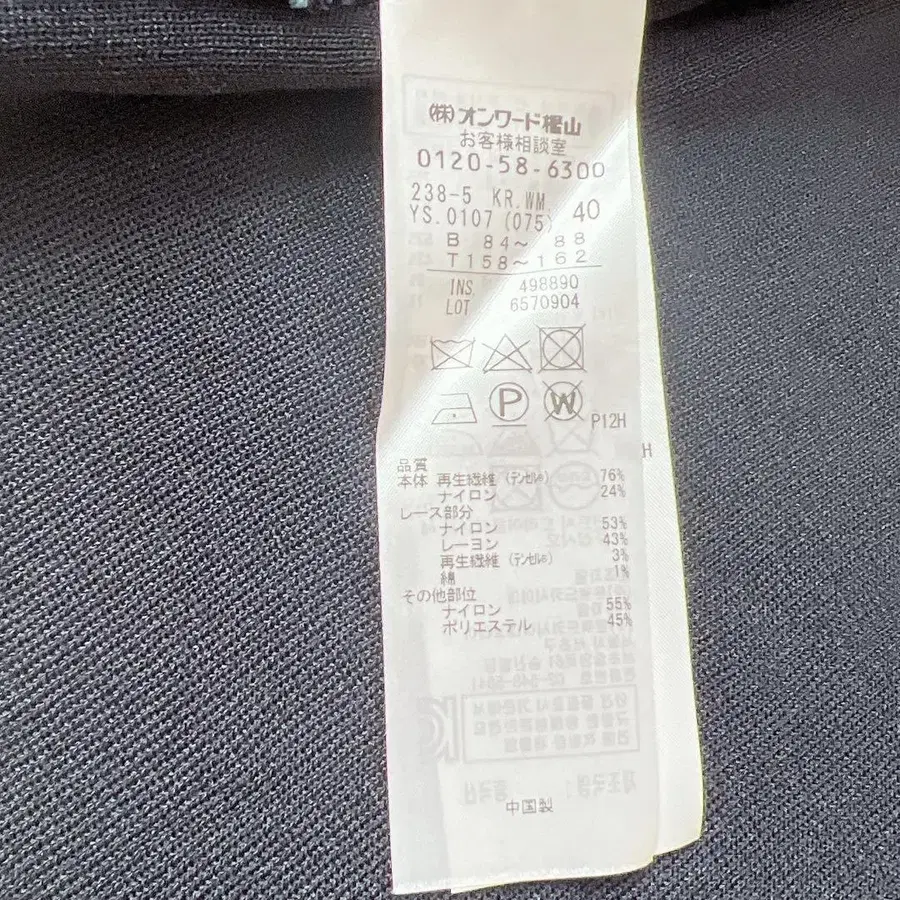 ㈱オンワード樫山
お客様相談室
0120-58-6300
238-5 KR.WM
YS.0107(075) 40
B 84～ 88
T158～162
INS. 498890
LOT 6570904
P
W
P12H
H
品質
本体 再生繊維 (テンセル®) 76%
ナイロン 24%
レース部分
ナイロン 53%
レーヨン 43%
再生繊維 (テンセル®) 3%
綿 1%
その他部位
ナイロン 55%
ポリエステル 45%
中国製